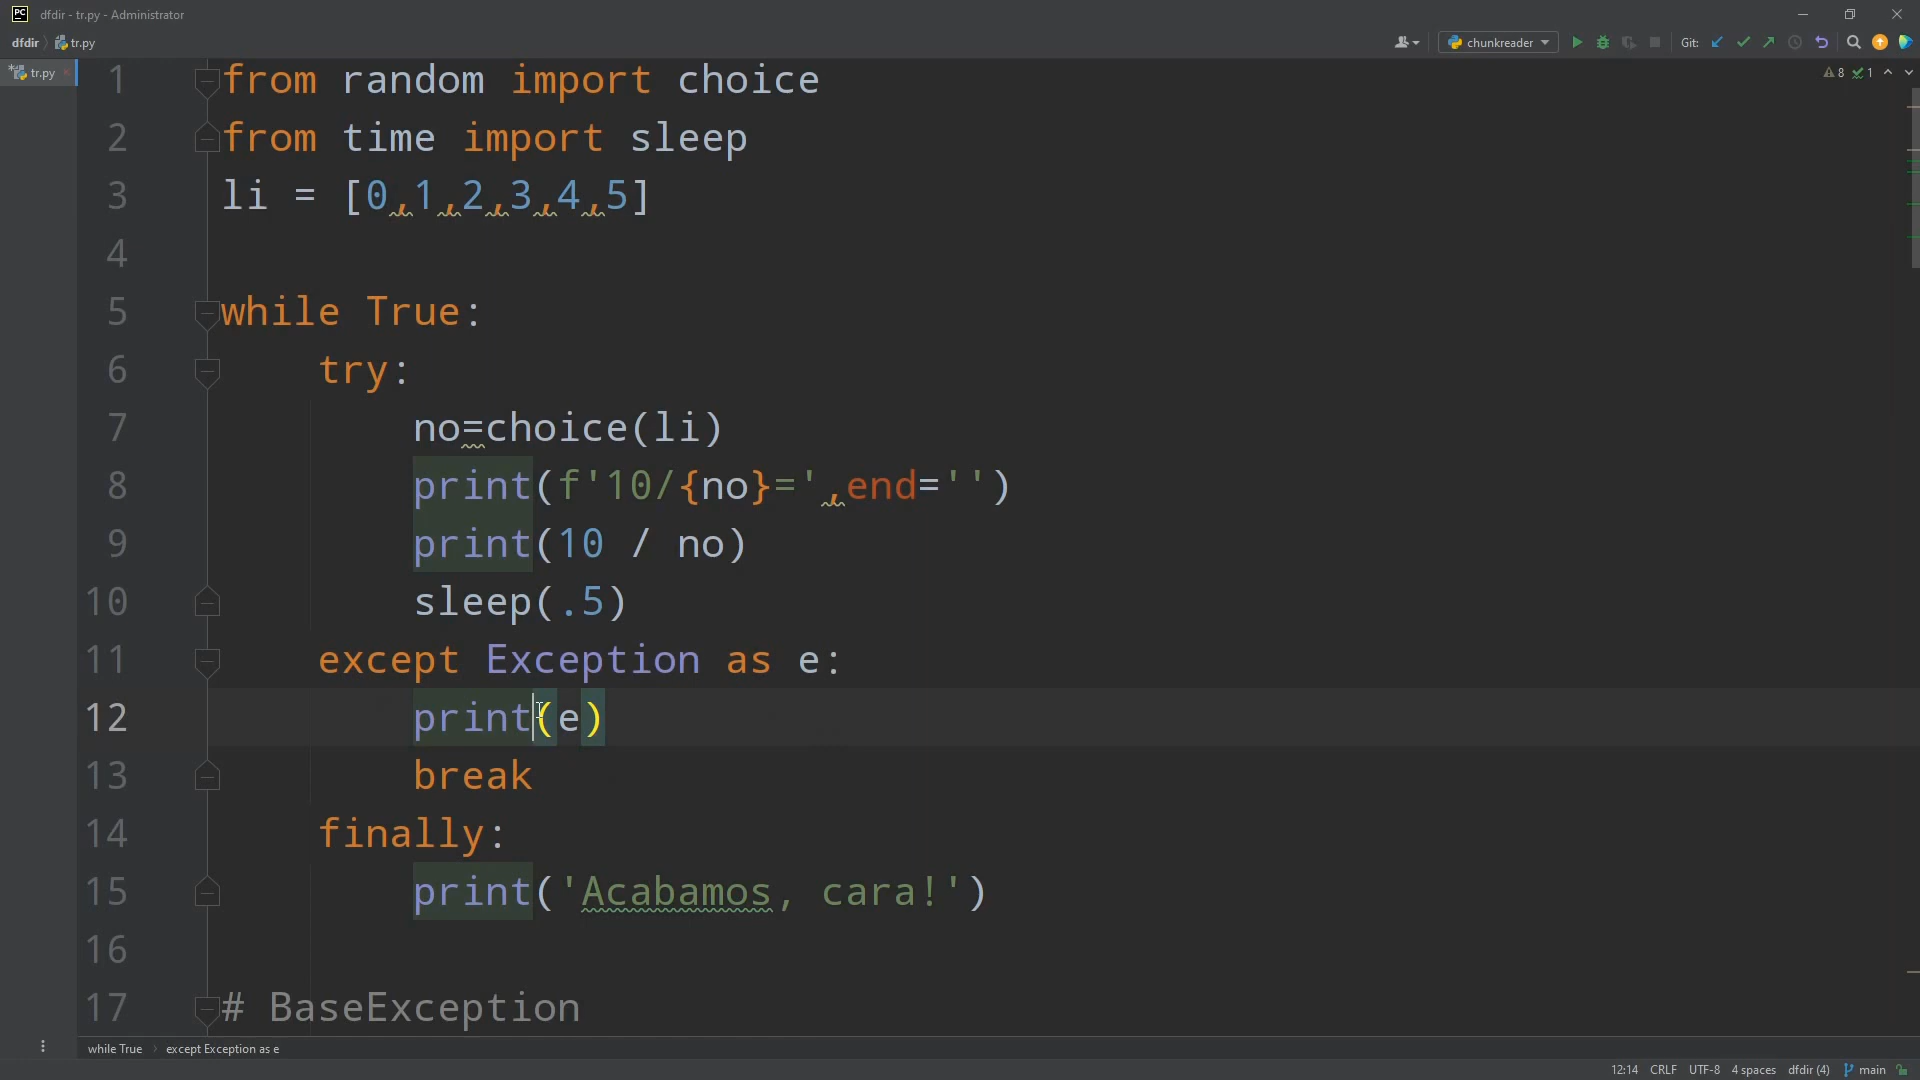 PC dfdir - tr.py - Administrator
dfdir tr.py
chunkreader Git:
tr.py
8 1
1 from random import choice
2 from time import sleep
3 li = [0,1,2,3,4,5]
4
5 while True:
6 try:
7 no=choice(li)
8 print(f'10/{no}=',end='')
9 print(10 / no)
10 sleep(.5)
11 except Exception as e:
12 print(e)
13 break
14 finally:
15 print('Acabamos, cara!')
16
17 # BaseException
while True except Exception as e
12:14 CRLF UTF-8 4 spaces dfdir (4) main